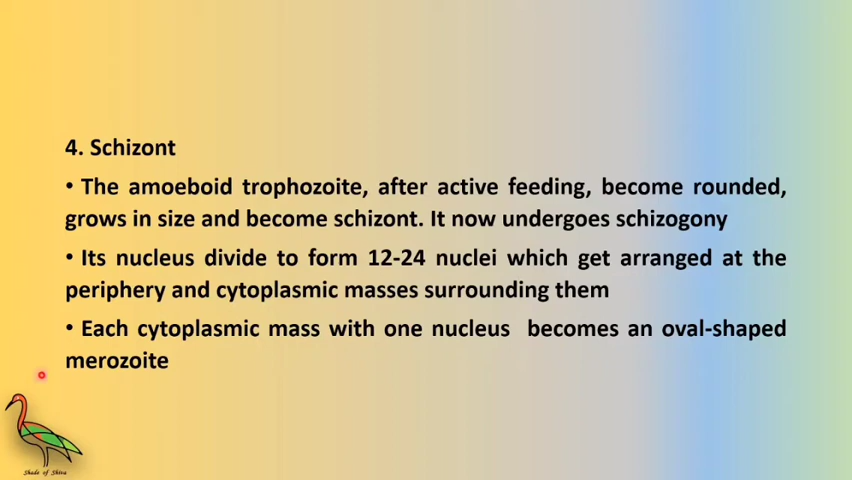 4. Schizont
• The amoeboid trophozoite, after active feeding, become rounded,
grows in size and become schizont. It now undergoes schizogony
• Its nucleus divide to form 12-24 nuclei which get arranged at the
periphery and cytoplasmic masses surrounding them
• Each cytoplasmic mass with one nucleus becomes an oval-shaped
merozoite
Shade of Shiva